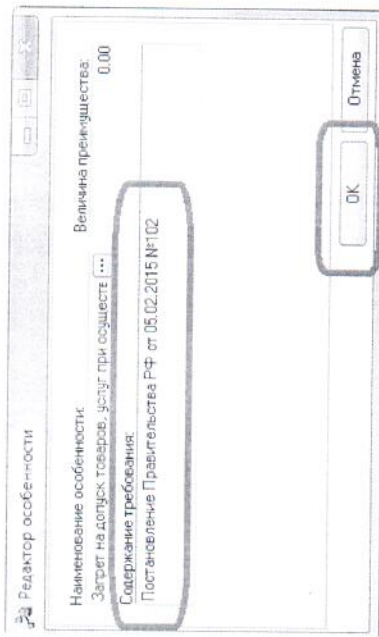 Редактор особенности
Наименование особенности:
Величина преимущества:
Запрет на допуск товаров, услуг при осуществ ...
0.00
Содержание требования:
Постановление Правительства РФ от 05.02.2015 №102
OK
Отмена